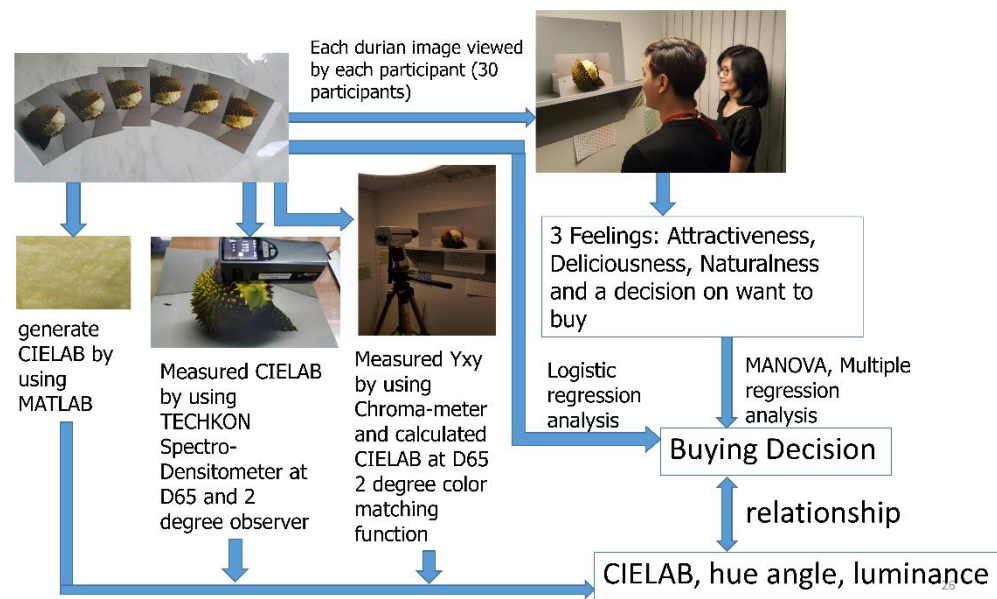 Each durian image viewed
by each participant (30
participants)
3 Feelings: Attractiveness,
Deliciousness, Naturalness
and a decision on want to
buy
generate
CIELAB by
using
MATLAB
Measured CIELAB
by using
TECHKON
Spectro-
Densitometer at
D65 and 2
degree observer
Measured Yxy
by using
Chroma-meter
and calculated
CIELAB at D65
2 degree color
matching
function
Logistic
regression
analysis
MANOVA, Multiple
regression
analysis
Buying Decision
relationship
CIELAB, hue angle, luminance
26